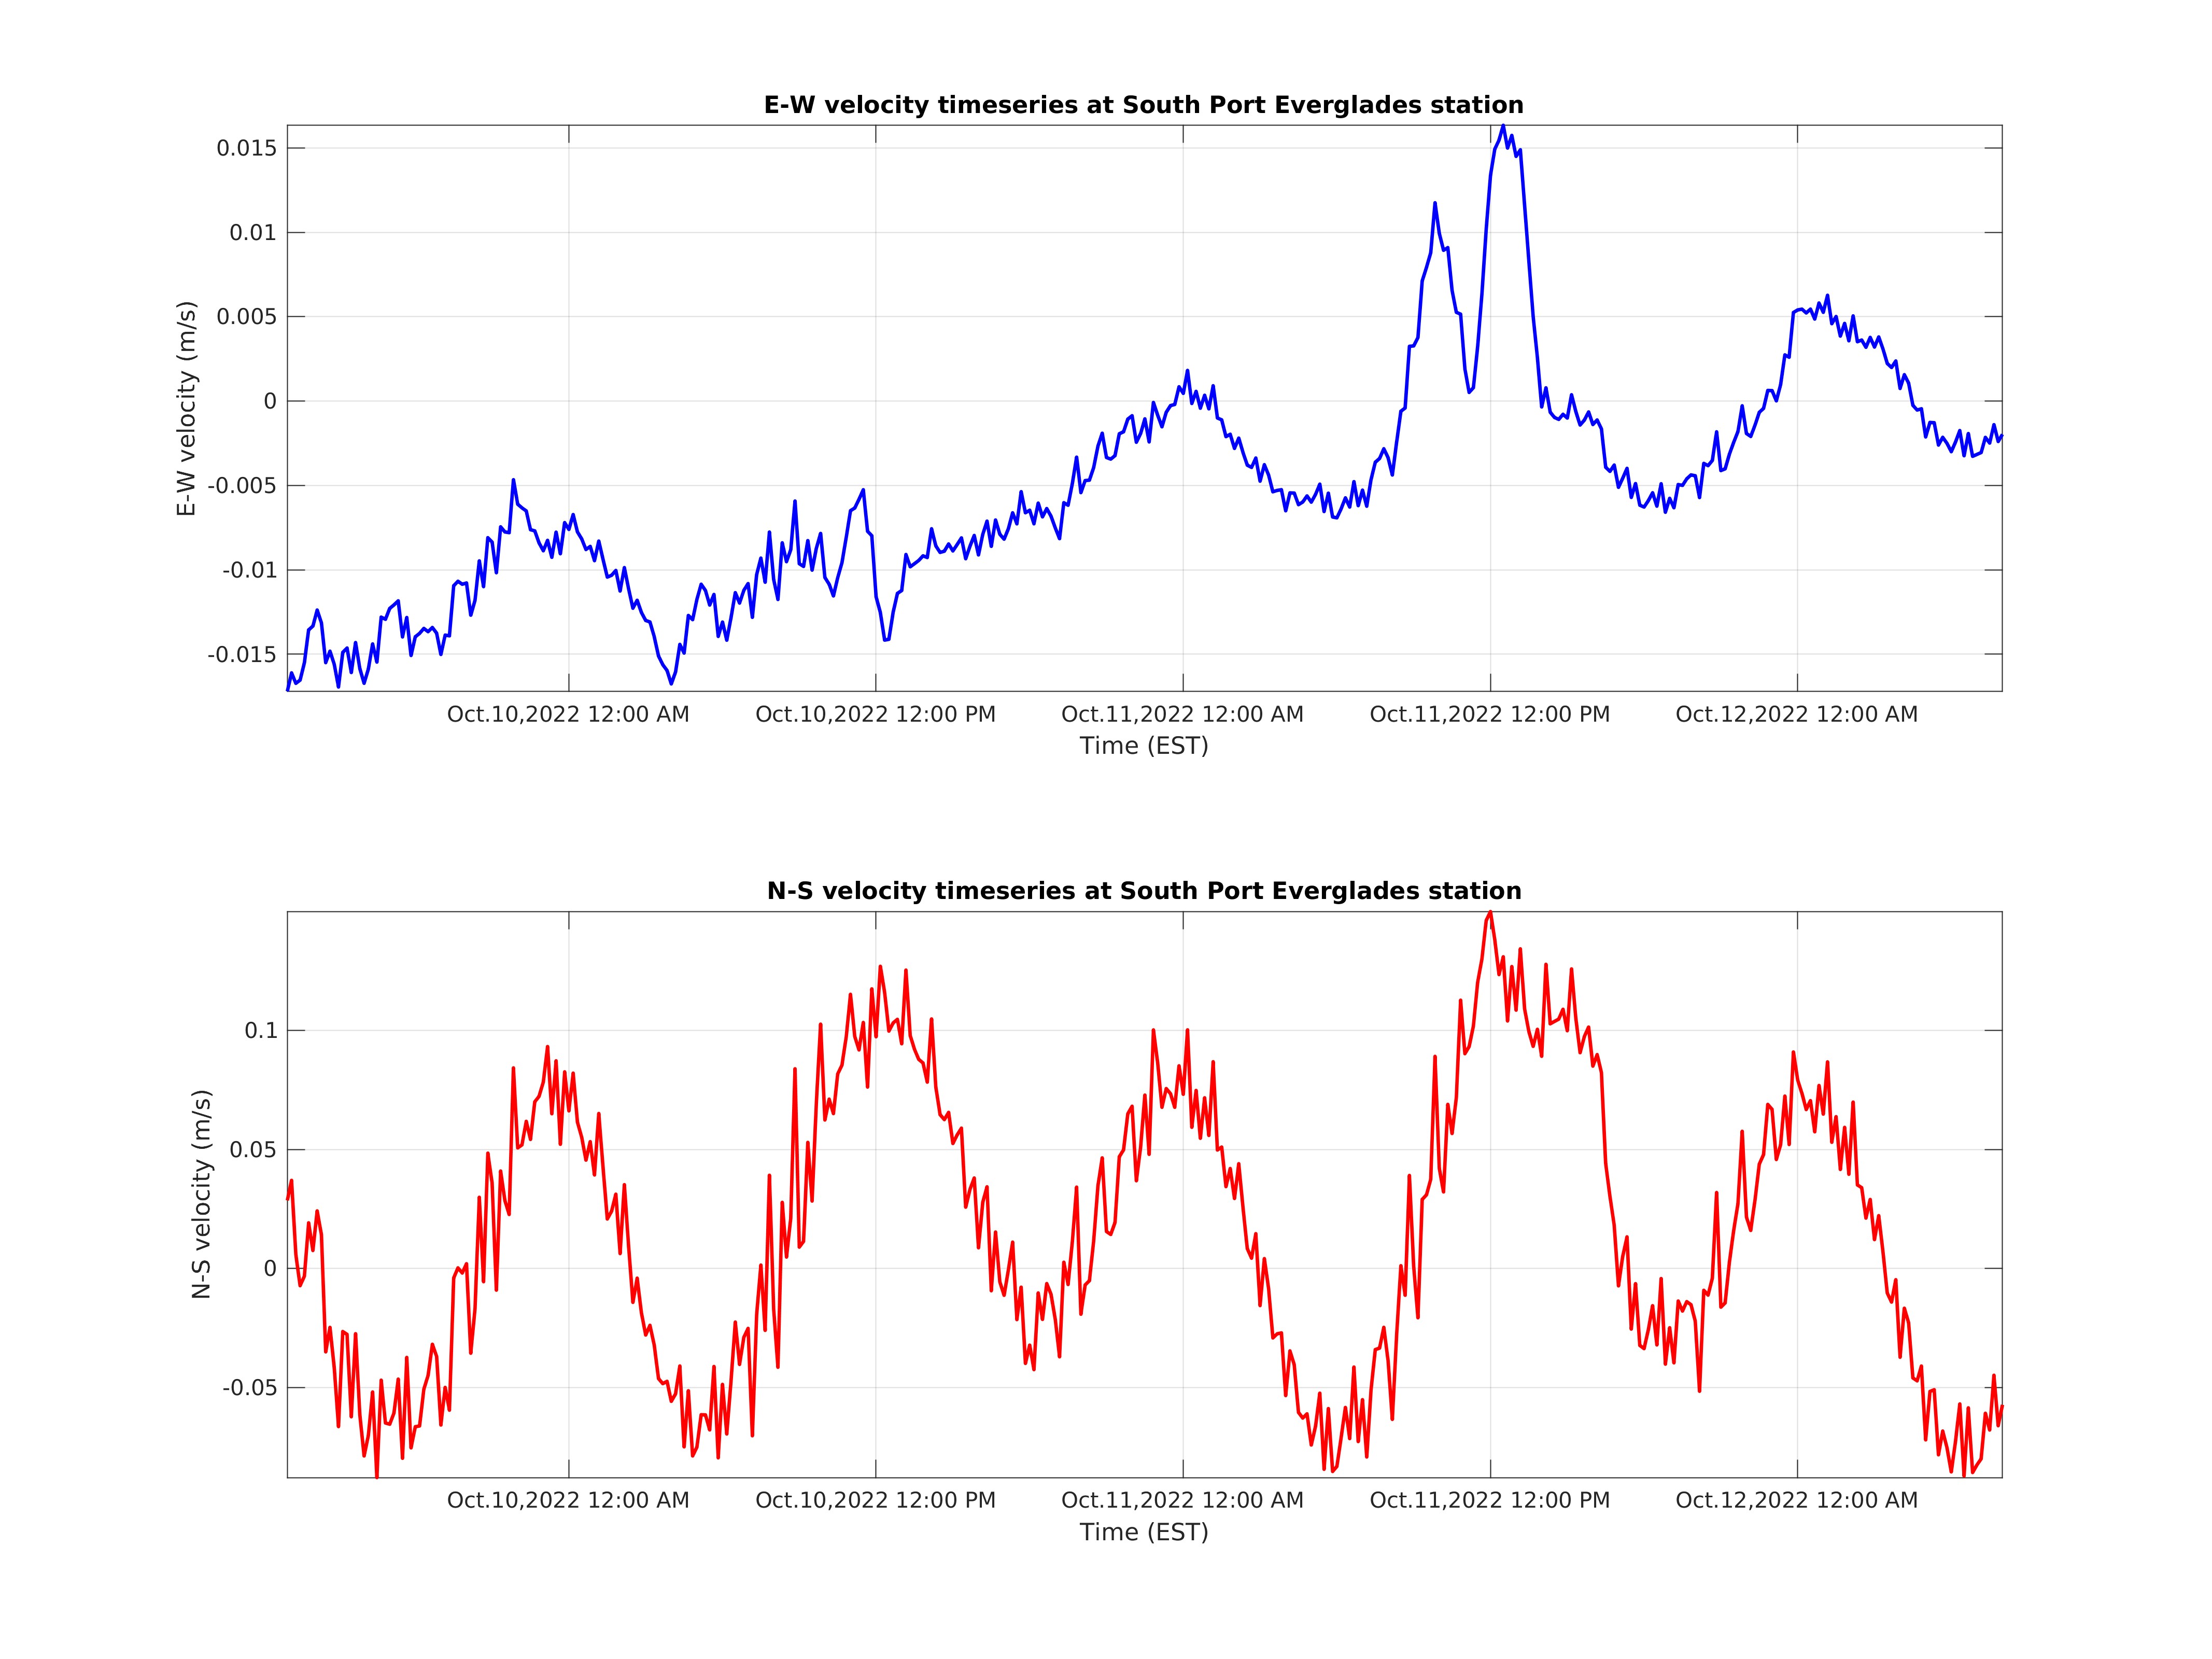 E-W velocity timeseries at South Port Everglades station
0.015
0.01
0.005
0
-0.005
-0.01
-0.015
E-W velocity (m/s)
Oct.10,2022 12:00 AM Oct.10,2022 12:00 PM Oct.11,2022 12:00 AM Oct.11,2022 12:00 PM Oct.12,2022 12:00 AM
Time (EST)
N-S velocity timeseries at South Port Everglades station
0.1
0.05
0
-0.05
N-S velocity (m/s)
Oct.10,2022 12:00 AM Oct.10,2022 12:00 PM Oct.11,2022 12:00 AM Oct.11,2022 12:00 PM Oct.12,2022 12:00 AM
Time (EST)